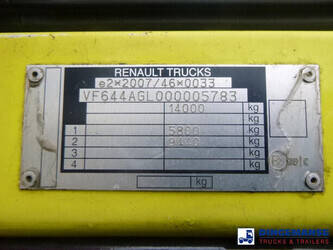 RENAULT TRUCKS
e2*2007/46*0033
VF644AGL000005783
14000 kg
kg
1 5800 kg
2 kg
3 kg
4 kg
kg
TRUCKS & TRAILERS